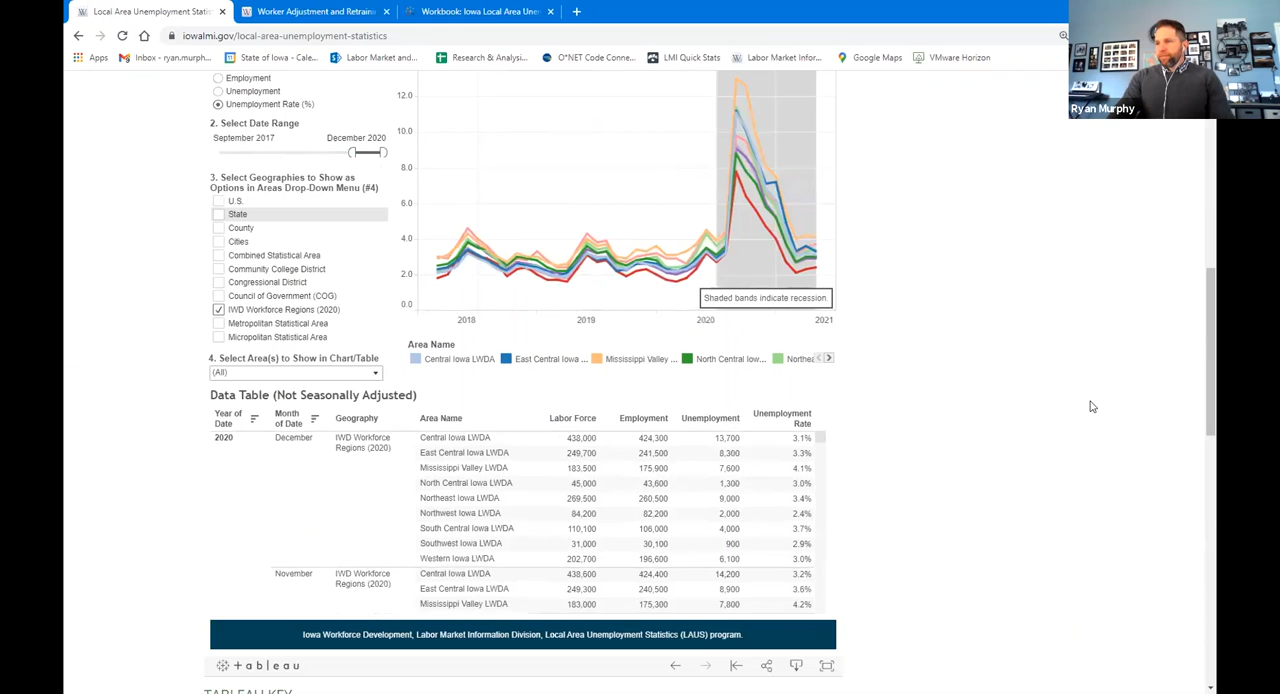 Local Area Unemployment Statis
Worker Adjustment and Retraine
Workbook: Iowa Local Area Unem
iowalmi.gov/local-area-unemployment-statistics
Apps
Inbox - ryan.murph...
State of Iowa - Cale...
Labor Market and...
Research & Analysi...
O*NET Code Conne...
LMI Quick Stats
Labor Market Infor...
Google Maps
VMware Horizon
Ryan Murphy
Employment
Unemployment
Unemployment Rate (%)
2. Select Date Range
September 2017 December 2020
3. Select Geographies to Show as
Options in Areas Drop-Down Menu (#4)
U.S.
State
County
Cities
Combined Statistical Area
Community College District
Congressional District
Council of Government (COG)
IWD Workforce Regions (2020)
Metropolitan Statistical Area
Micropolitan Statistical Area
4. Select Area(s) to Show in Chart/Table
(All)
12.0
10.0
8.0
6.0
4.0
2.0
0.0
Shaded bands indicate recession.
2018 2019 2020 2021
Area Name
Central Iowa LWDA East Central Iowa ... Mississippi Valley ... North Central Iow... Northea
Data Table (Not Seasonally Adjusted)
Year of Date Month of Date Geography Area Name Labor Force Employment Unemployment Unemployment Rate
2020 December IWD Workforce Regions (2020) Central Iowa LWDA 438,000 424,300 13,700 3.1%
East Central Iowa LWDA 249,700 241,500 8,300 3.3%
Mississippi Valley LWDA 183,500 175,900 7,600 4.1%
North Central Iowa LWDA 45,000 43,600 1,300 3.0%
Northeast Iowa LWDA 269,500 260,500 9,000 3.4%
Northwest Iowa LWDA 84,200 82,200 2,000 2.4%
South Central Iowa LWDA 110,100 106,000 4,000 3.7%
Southwest Iowa LWDA 31,000 30,100 900 2.9%
Western Iowa LWDA 202,700 196,600 6,100 3.0%
November IWD Workforce Regions (2020) Central Iowa LWDA 438,600 424,400 14,200 3.2%
East Central Iowa LWDA 249,300 240,500 8,900 3.6%
Mississippi Valley LWDA 183,000 175,300 7,800 4.2%
Iowa Workforce Development, Labor Market Information Division, Local Area Unemployment Statistics (LAUS) program.
+ a b l e a u
TABLEAU KEY